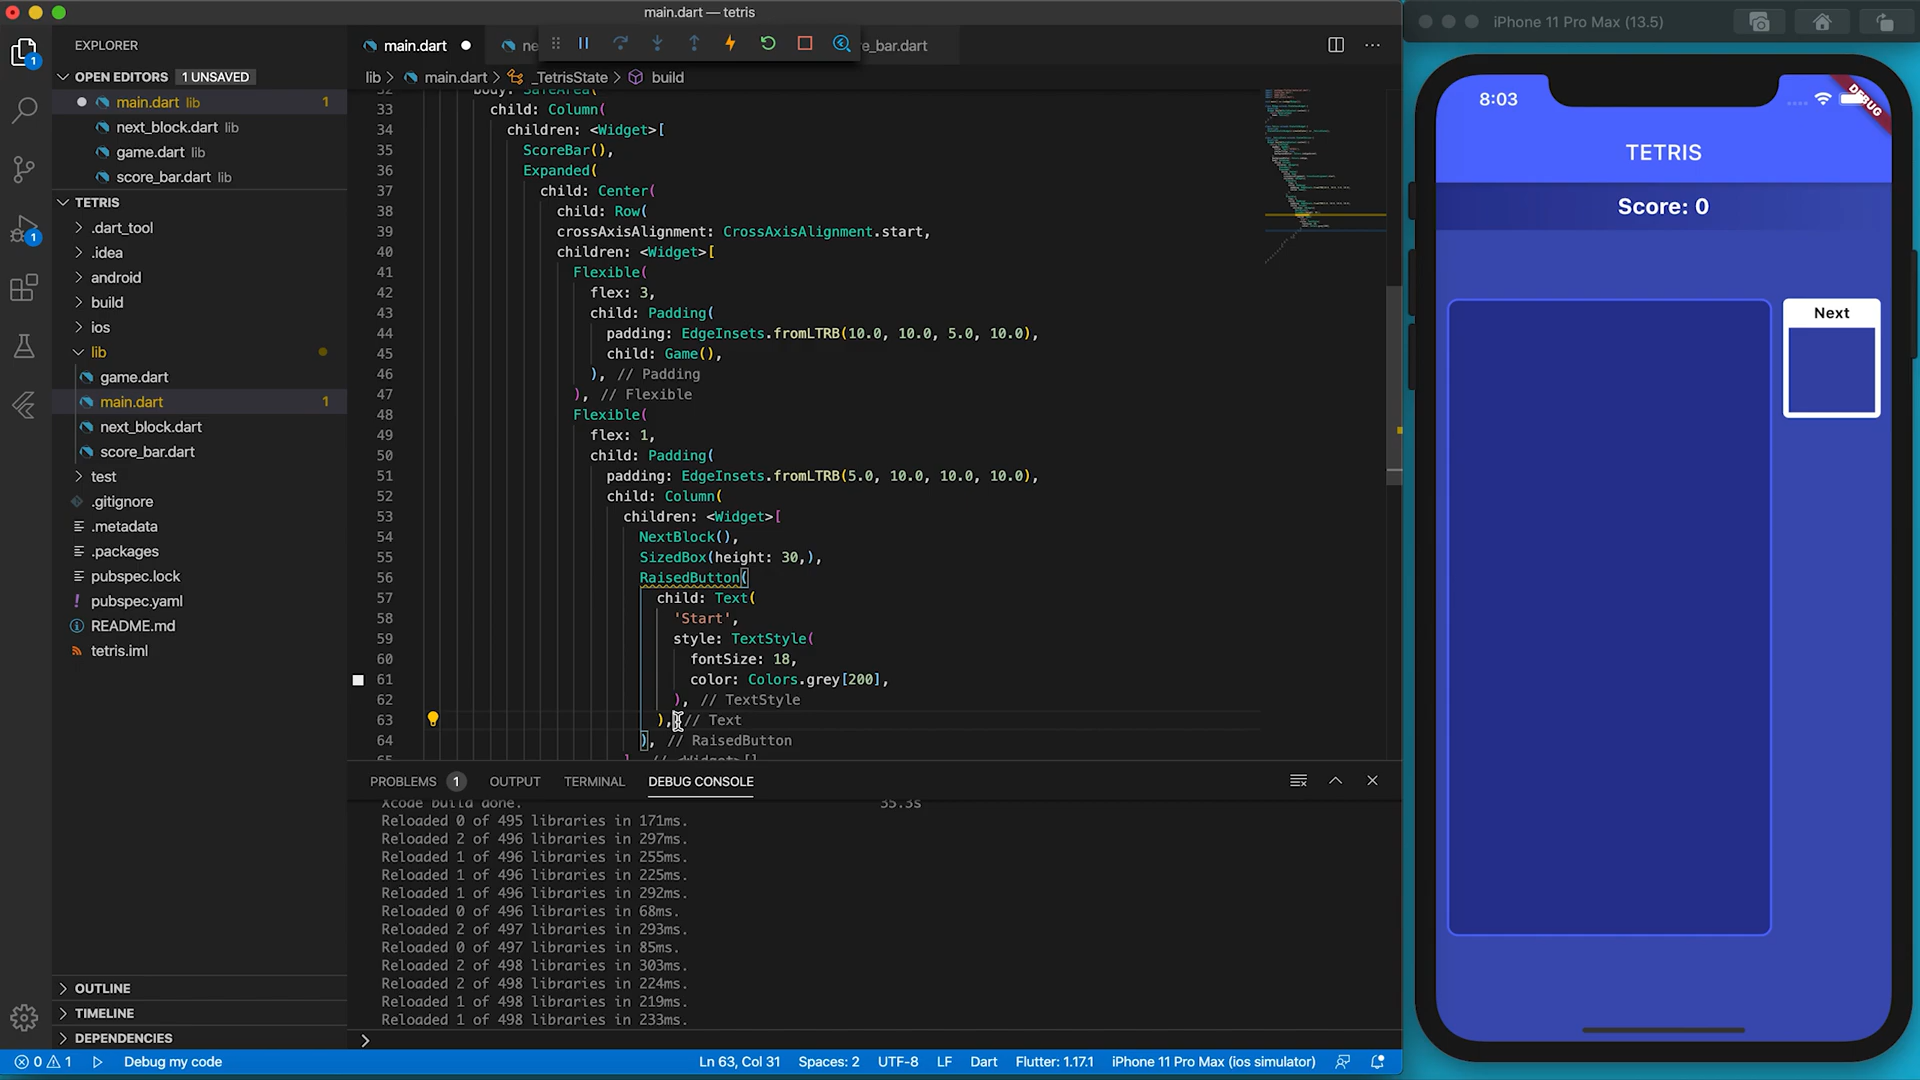 main.dart — tetris
iPhone 11 Pro Max (13.5)
EXPLORER
main.dart
ne
e_bar.dart
OPEN EDITORS 1 UNSAVED
lib > main.dart > _TetrisState > build
main.dart lib 1
next_block.dart lib
game.dart lib
score_bar.dart lib
TETRIS
.dart_tool
.idea
android
build
ios
lib
game.dart
main.dart 1
next_block.dart
score_bar.dart
test
.gitignore
.metadata
.packages
pubspec.lock
pubspec.yaml
README.md
tetris.iml
OUTLINE
TIMELINE
DEPENDENCIES
32 body: SafeArea(
33 child: Column(
34 children: <Widget>[
35 ScoreBar(),
36 Expanded(
37 child: Center(
38 child: Row(
39 crossAxisAlignment: CrossAxisAlignment.start,
40 children: <Widget>[
41 Flexible(
42 flex: 3,
43 child: Padding(
44 padding: EdgeInsets.fromLTRB(10.0, 10.0, 5.0, 10.0),
45 child: Game(),
46 ), // Padding
47 ), // Flexible
48 Flexible(
49 flex: 1,
50 child: Padding(
51 padding: EdgeInsets.fromLTRB(5.0, 10.0, 10.0, 10.0),
52 child: Column(
53 children: <Widget>[
54 NextBlock(),
55 SizedBox(height: 30,),
56 RaisedButton(
57 child: Text(
58 'Start',
59 style: TextStyle(
60 fontSize: 18,
61 color: Colors.grey[200],
62 ), // TextStyle
63 ), // Text
64 ), // RaisedButton
65 ], // <Widget>[]
PROBLEMS 1 OUTPUT TERMINAL DEBUG CONSOLE
Xcode build done. 35.3s
Reloaded 0 of 495 libraries in 171ms.
Reloaded 2 of 496 libraries in 297ms.
Reloaded 1 of 496 libraries in 255ms.
Reloaded 1 of 496 libraries in 225ms.
Reloaded 1 of 496 libraries in 292ms.
Reloaded 0 of 496 libraries in 68ms.
Reloaded 2 of 497 libraries in 293ms.
Reloaded 0 of 497 libraries in 85ms.
Reloaded 2 of 498 libraries in 303ms.
Reloaded 2 of 498 libraries in 224ms.
Reloaded 1 of 498 libraries in 219ms.
Reloaded 1 of 498 libraries in 233ms.
0 1 Debug my code Ln 63, Col 31 Spaces: 2 UTF-8 LF Dart Flutter: 1.17.1 iPhone 11 Pro Max (ios simulator)
8:03
DEBUG
TETRIS
Score: 0
Next